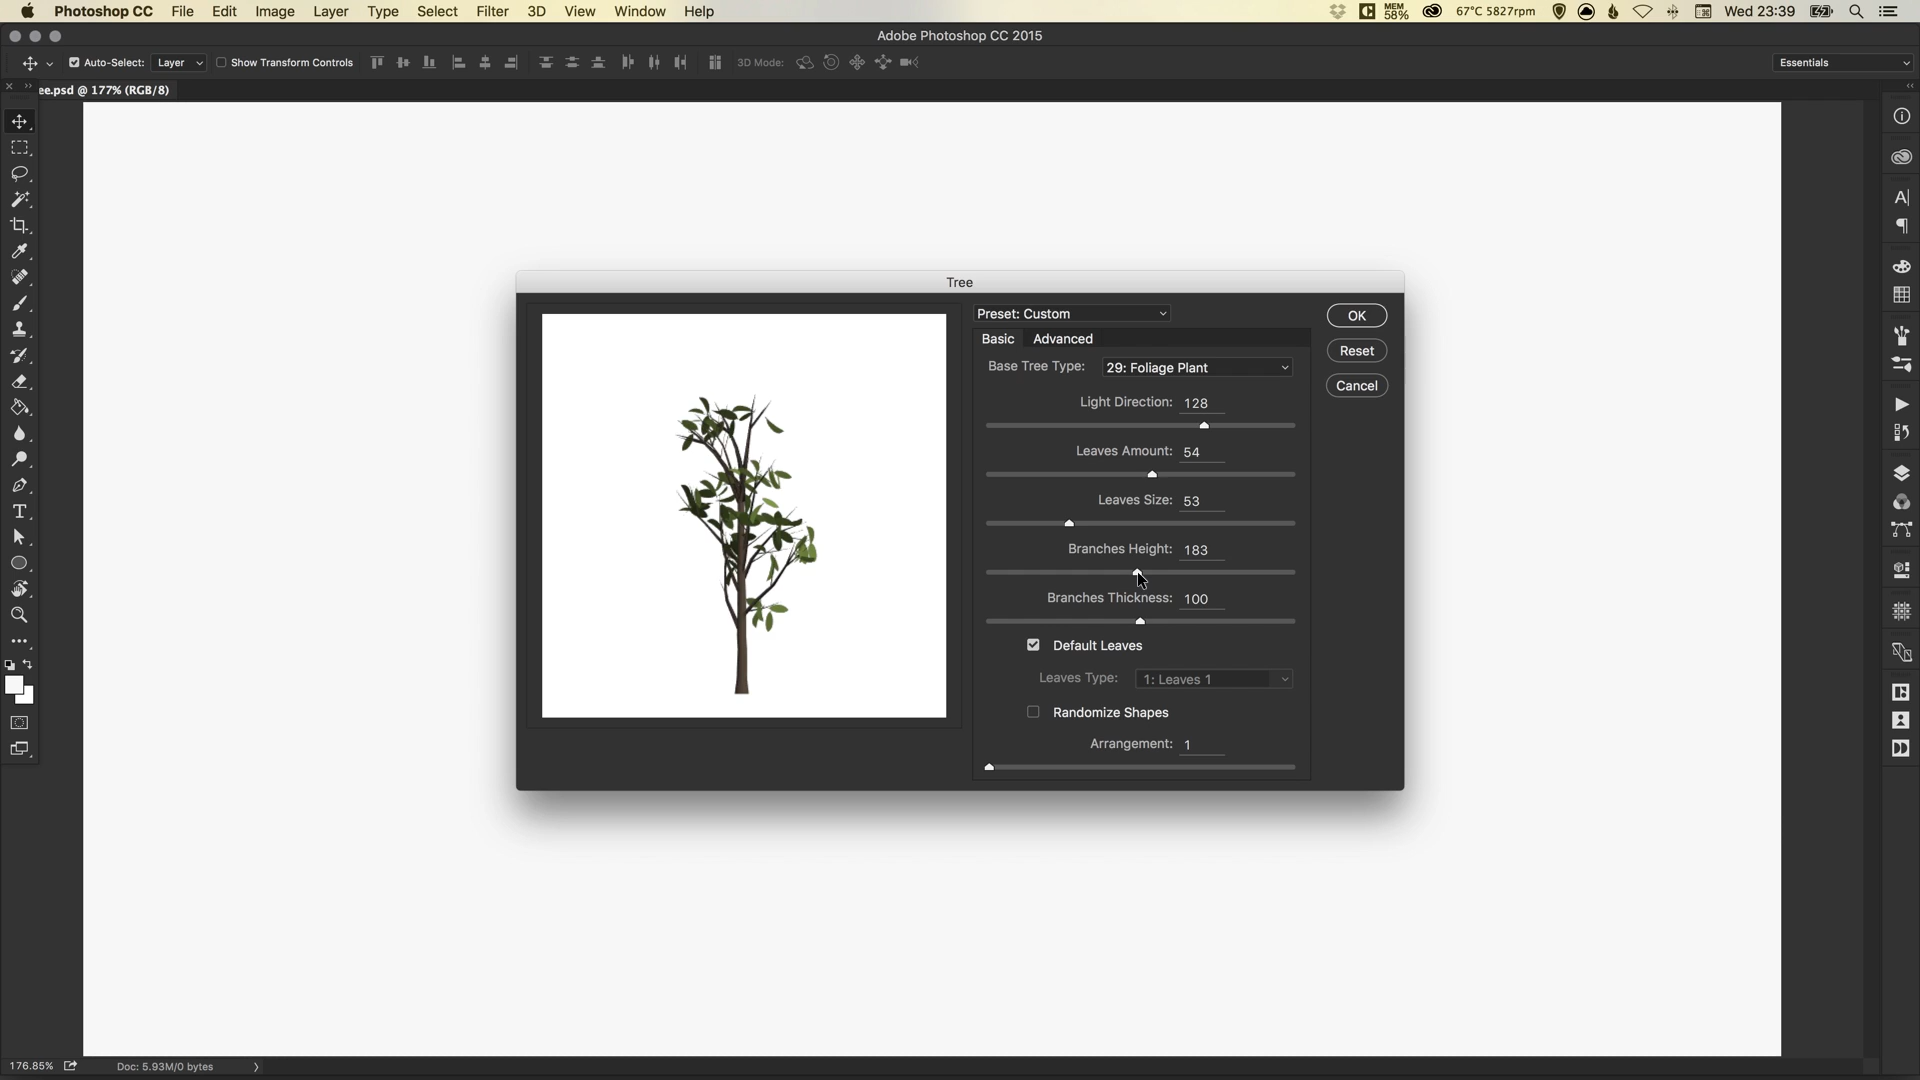 Photoshop CC File Edit Image Layer Type Select Filter 3D View Window Help MEM 58% 67°C 5827rpm Wed 23:39
Adobe Photoshop CC 2015
Auto-Select: Layer Show Transform Controls 3D Mode: Essentials
ee.psd @ 177% (RGB/8)
Tree
Preset: Custom
OK
Basic Advanced
Reset
Base Tree Type: 29: Foliage Plant
Cancel
Light Direction: 128
Leaves Amount: 54
Leaves Size: 53
Branches Height: 183
Branches Thickness: 100
Default Leaves
Leaves Type: 1: Leaves 1
Randomize Shapes
Arrangement: 1
176.85% Doc: 5.93M/0 bytes